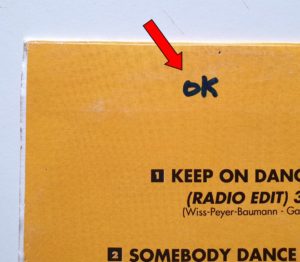 OK
1 KEEP ON DANC
(RADIO EDIT) 3
(Wiss-Peyer-Baumann - Ga
2 SOMEBODY DANCE